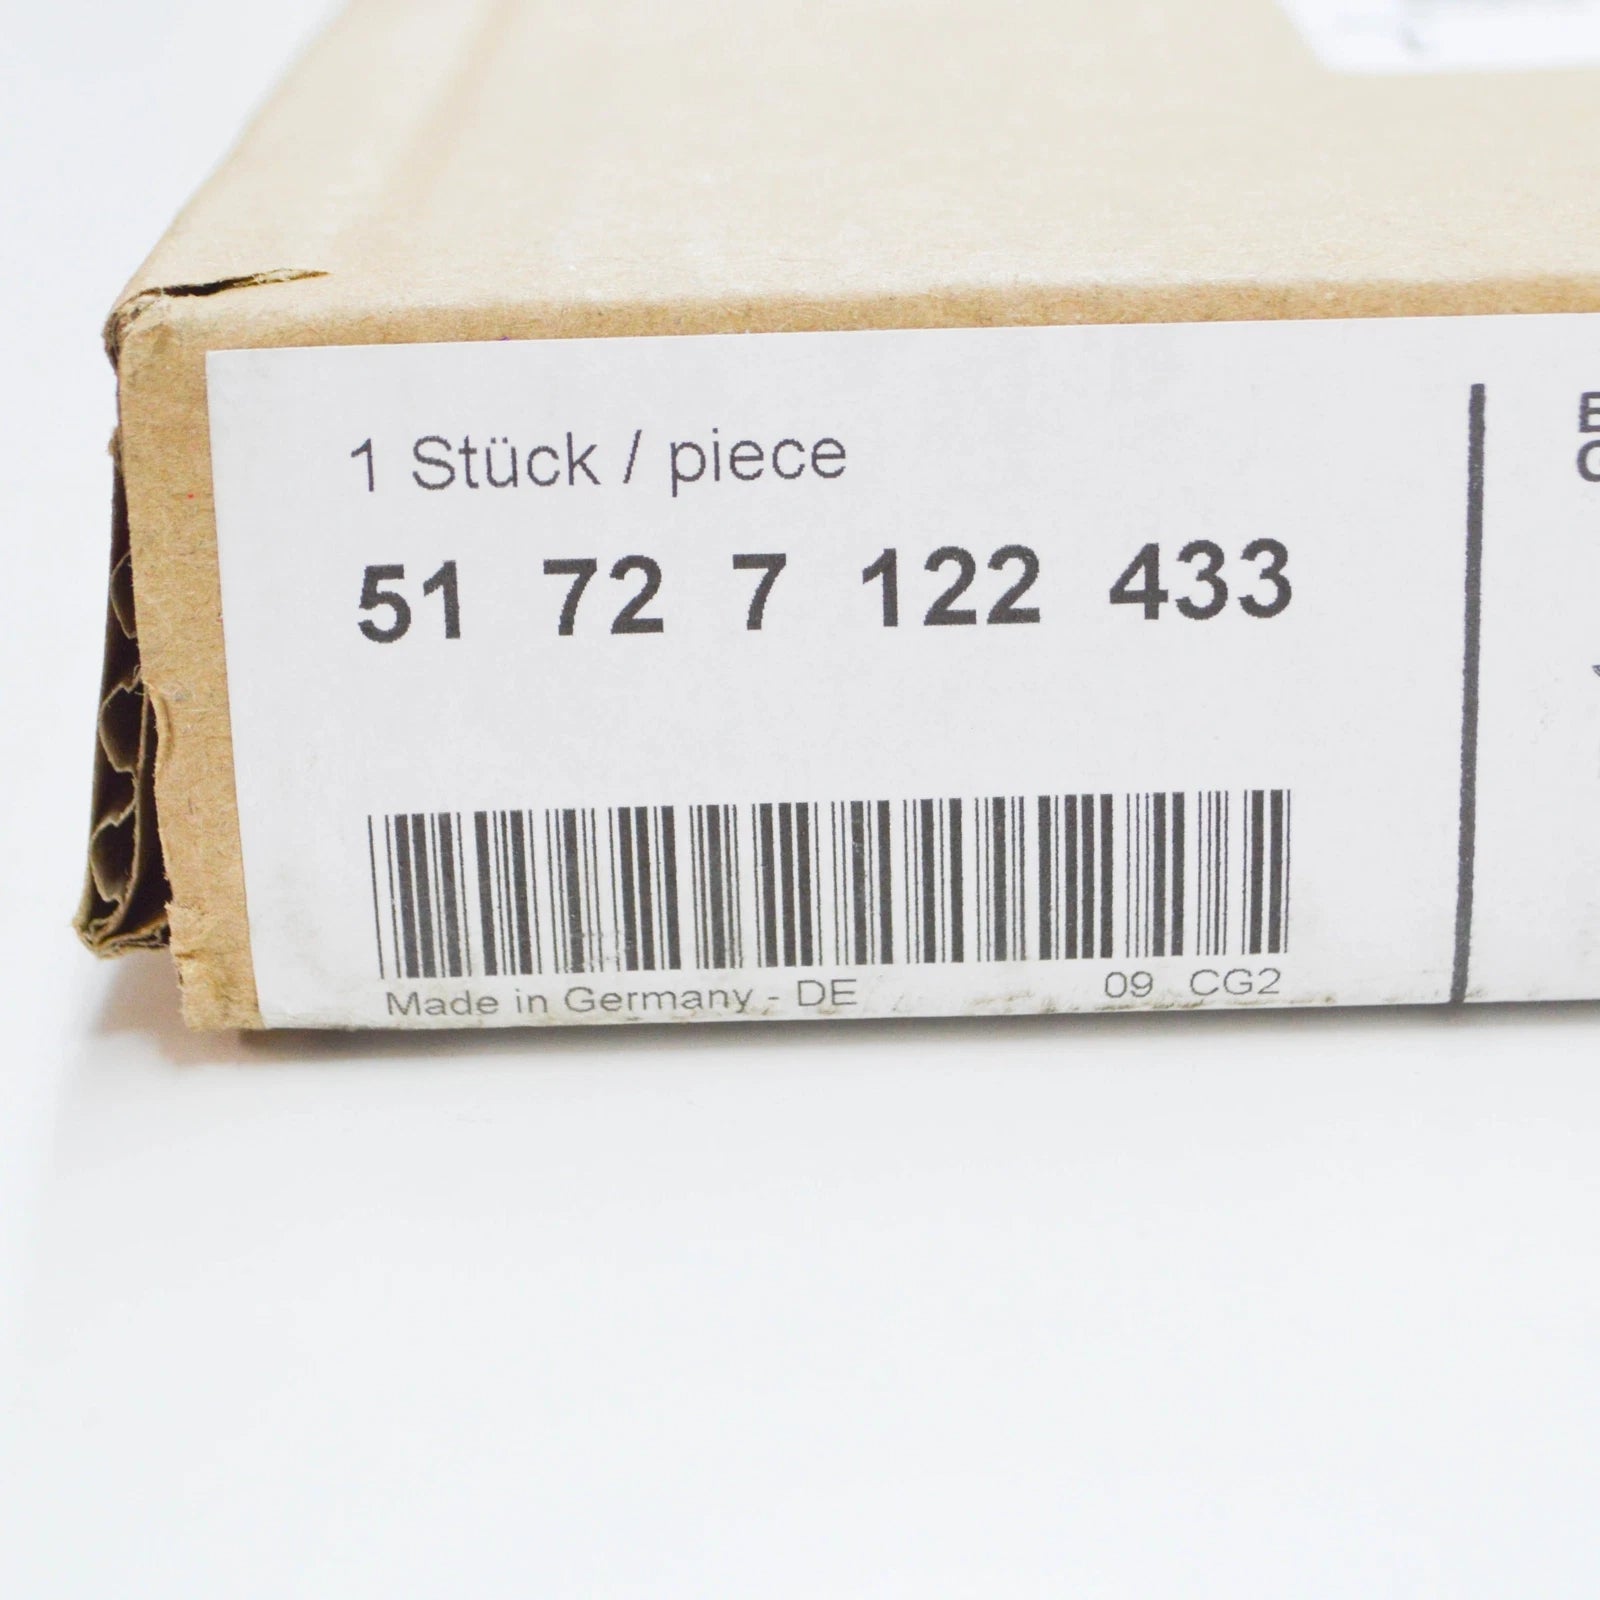 1 Stück / piece
51 72 7 122 433
Made in Germany - DE 09 CG2